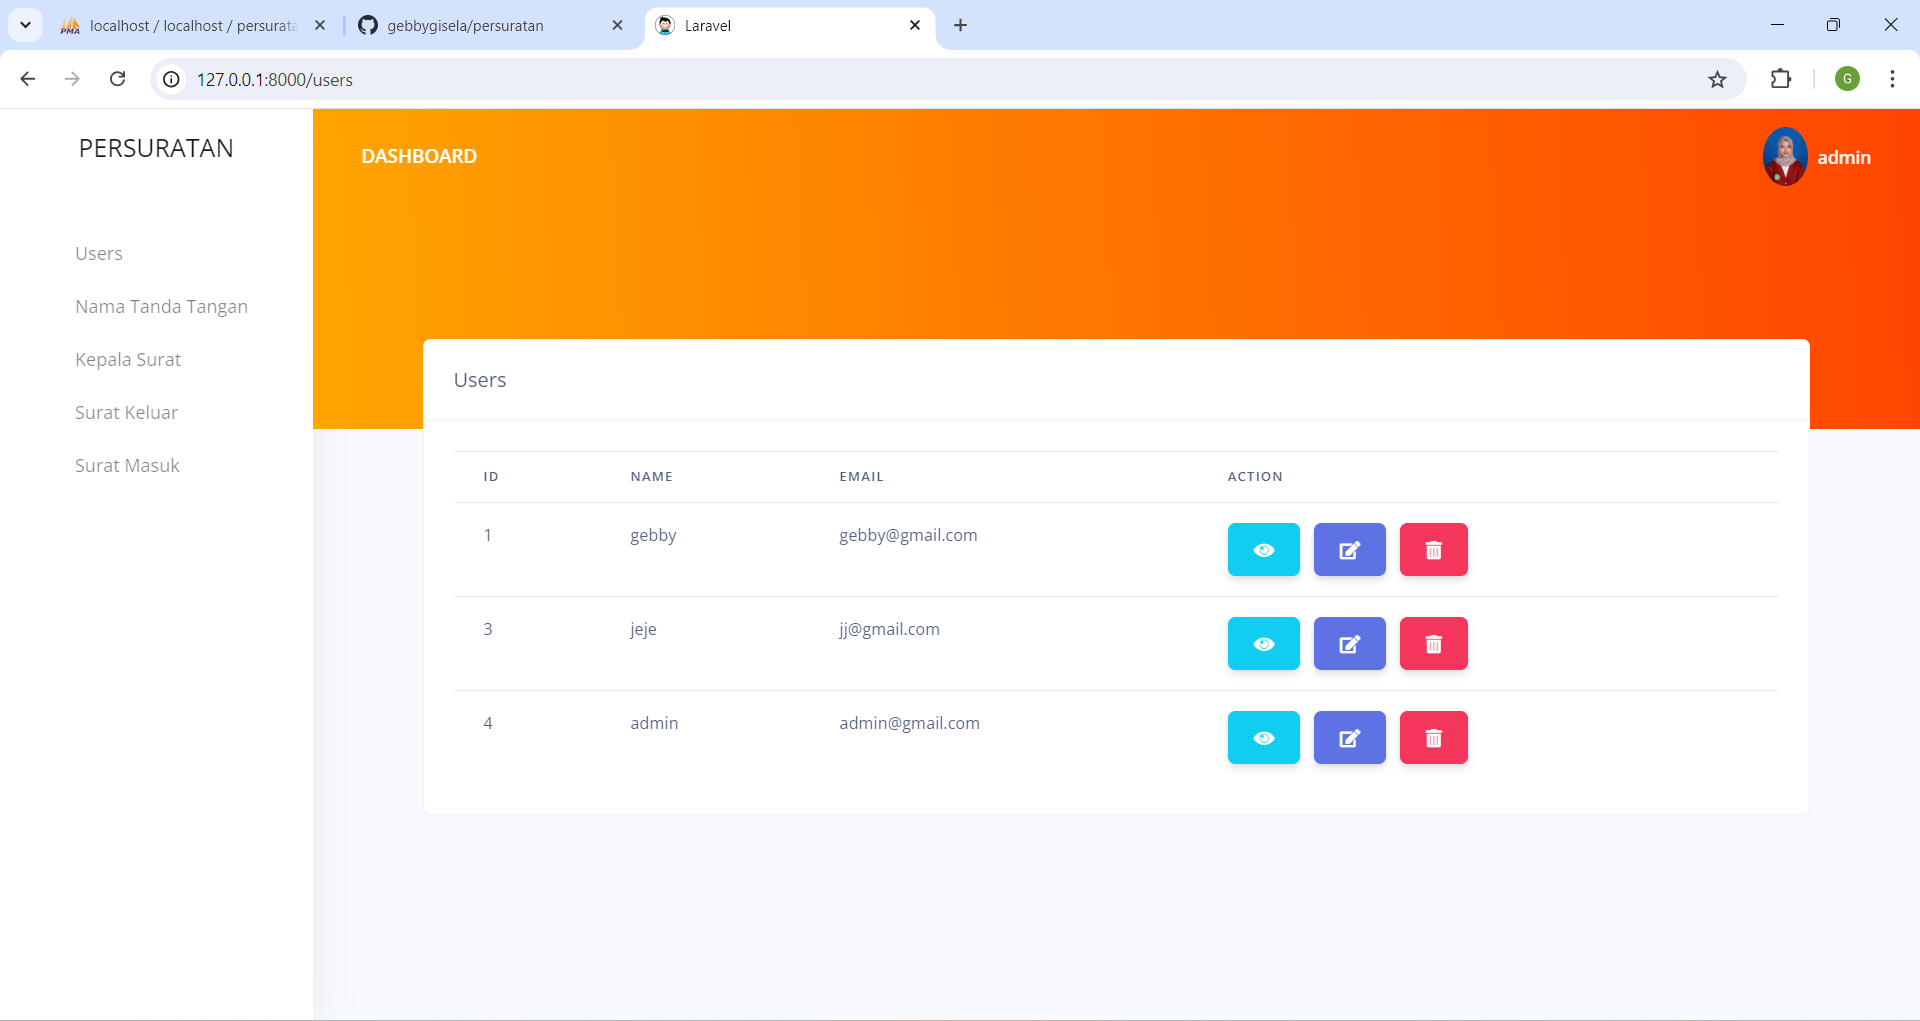 localhost / localhost / persurata
gebbygisela/persuratan
Laravel
127.0.0.1:8000/users
G
PERSURATAN
DASHBOARD
admin
Users
Nama Tanda Tangan
Kepala Surat
Surat Keluar
Surat Masuk
Users
ID NAME EMAIL ACTION
1 gebby gebby@gmail.com
3 jeje jj@gmail.com
4 admin admin@gmail.com